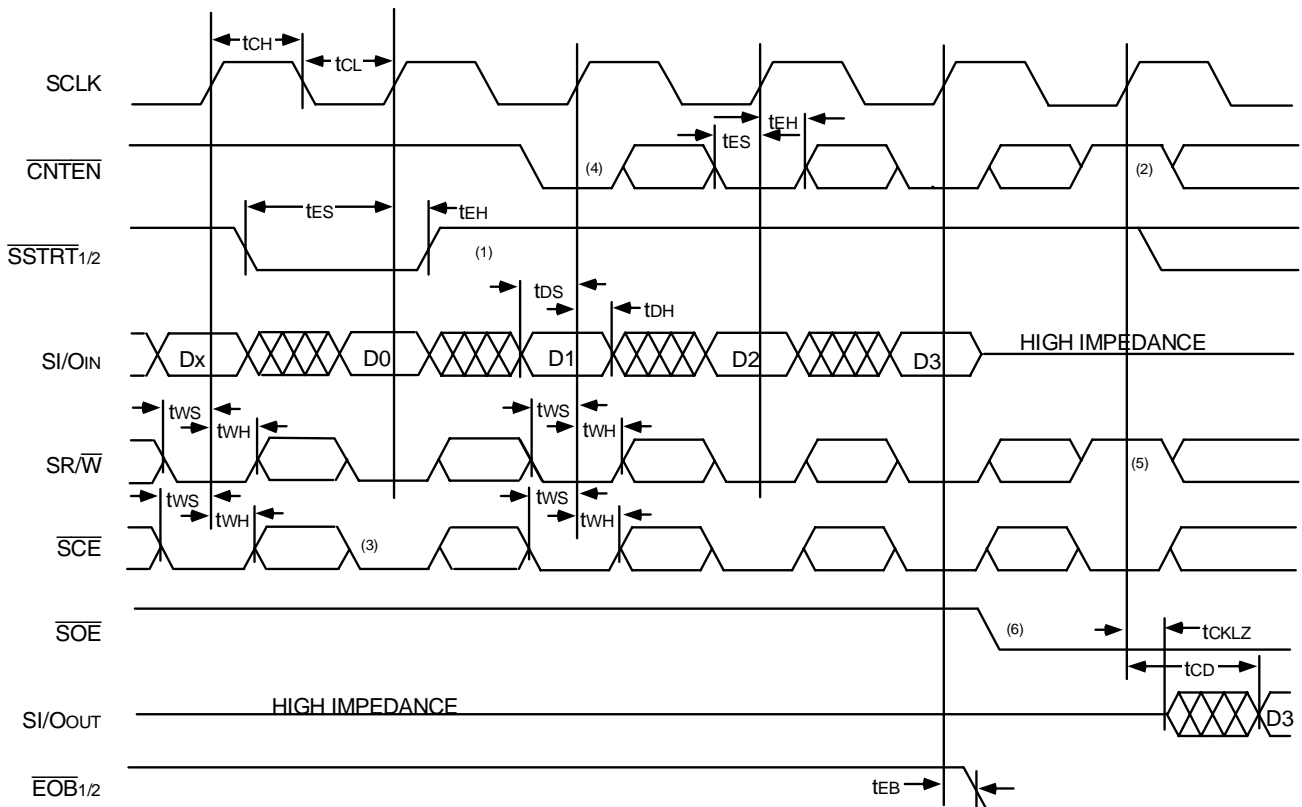 tCH
tCL
SCLK
tES
tEH
CNTEN
(4)
(2)
tES
tEH
SSTRT1/2
(1)
tDS
tDH
SI/OIN
Dx
D0
D1
D2
D3
HIGH IMPEDANCE
tWS
tWH
tWS
tWH
SR/W
(5)
tWS
tWH
tWS
tWH
SCE
(3)
SOE
(6)
tCKLZ
tCD
SI/OOUT
HIGH IMPEDANCE
D3
EOB1/2
tEB